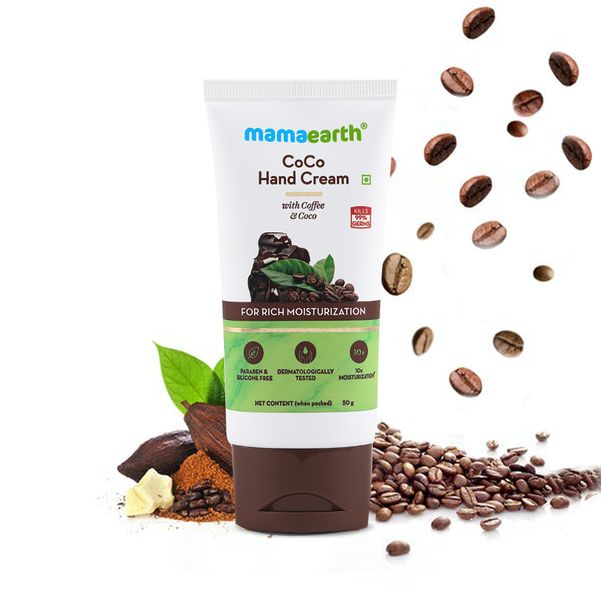 mamaearth®
CoCo
Hand Cream
with Coffee
& Coco
KILLS
99%
GERMS
FOR RICH MOISTURIZATION
10x
PARABEN &
SILICONE FREE
DERMATOLOGICALLY
TESTED
10x
MOISTURIZATION*
NET CONTENT (when packed) 50 g